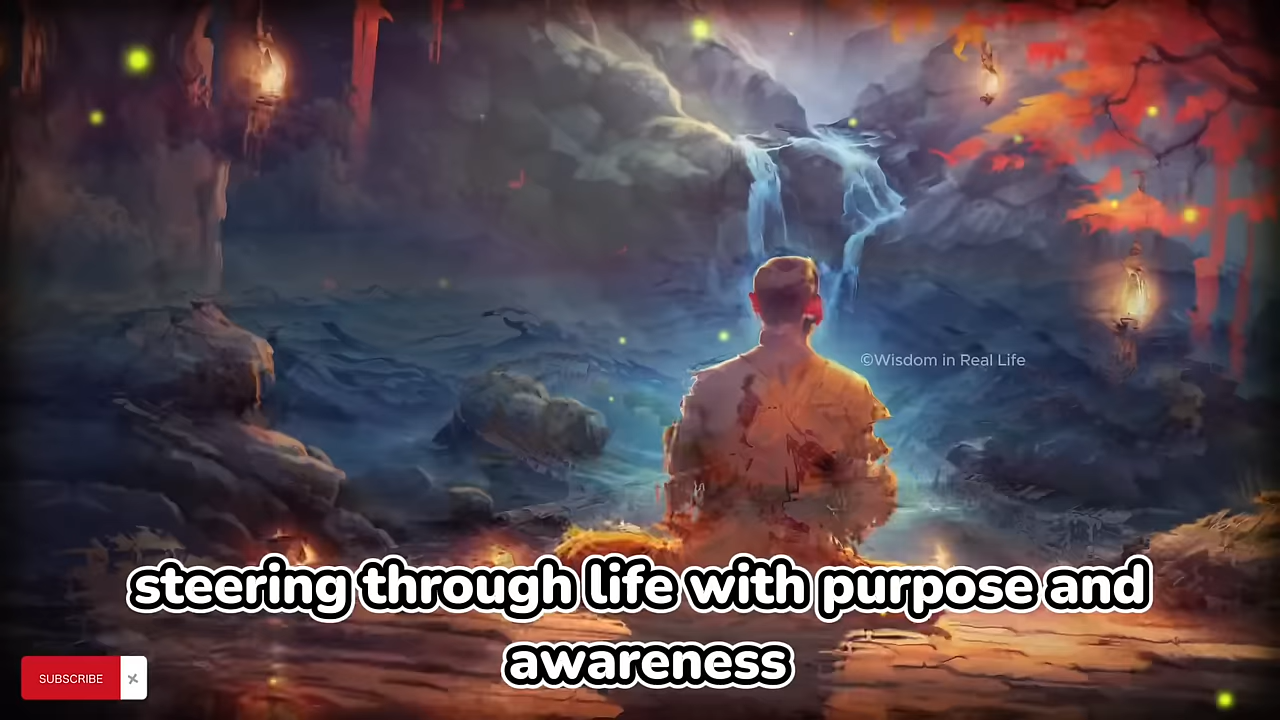 ©Wisdom in Real Life
steering through life with purpose and
awareness
SUBSCRIBE